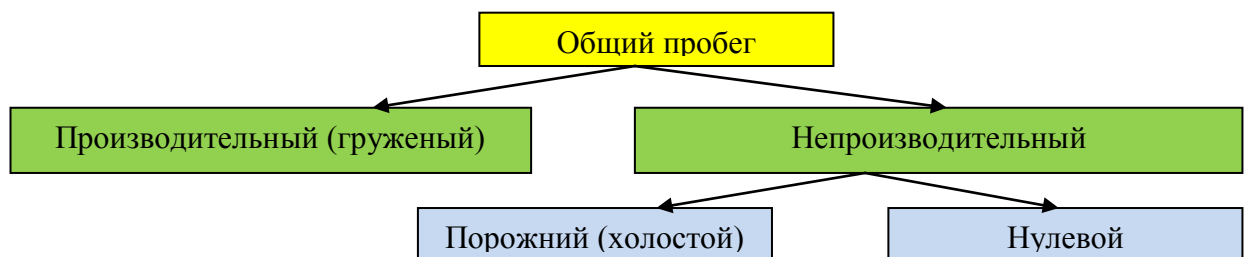 Общий пробег
Производительный (груженый)
Непроизводительный
Порожний (холостой)
Нулевой